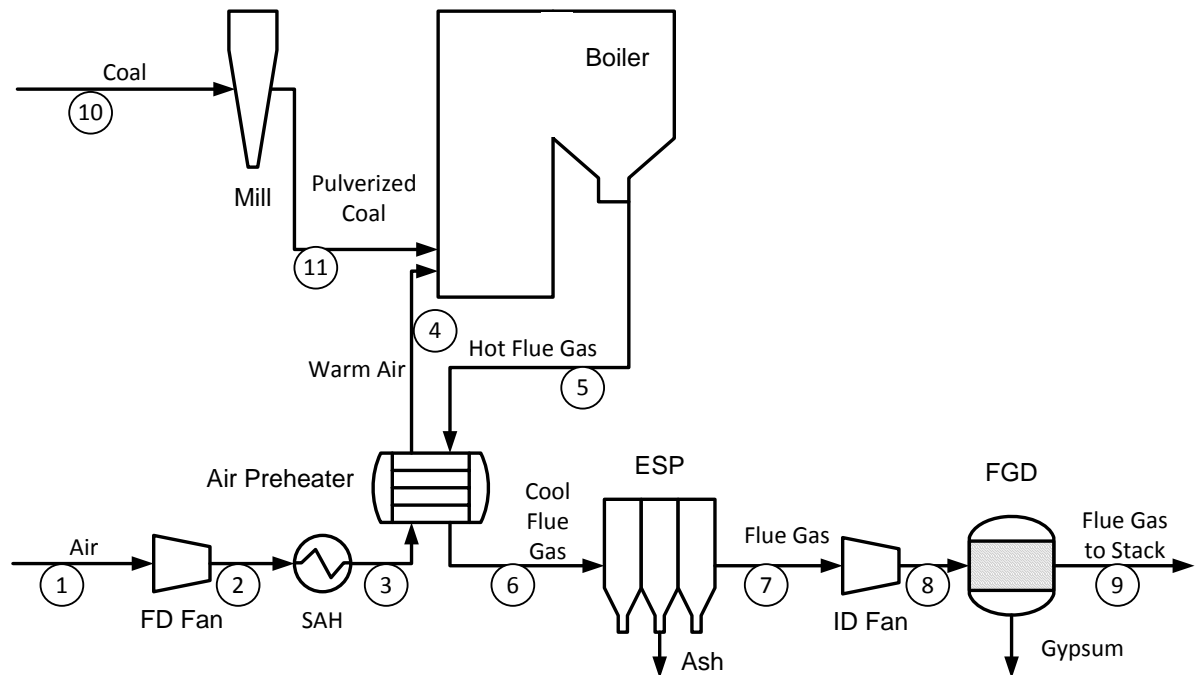 Coal
10
Mill
Pulverized
Coal
11
Boiler
4
Warm Air
Hot Flue Gas
5
Air Preheater
Air
1
FD Fan
2
SAH
3
Cool
Flue
Gas
6
ESP
Ash
Flue Gas
7
ID Fan
8
FGD
Gypsum
Flue Gas
to Stack
9